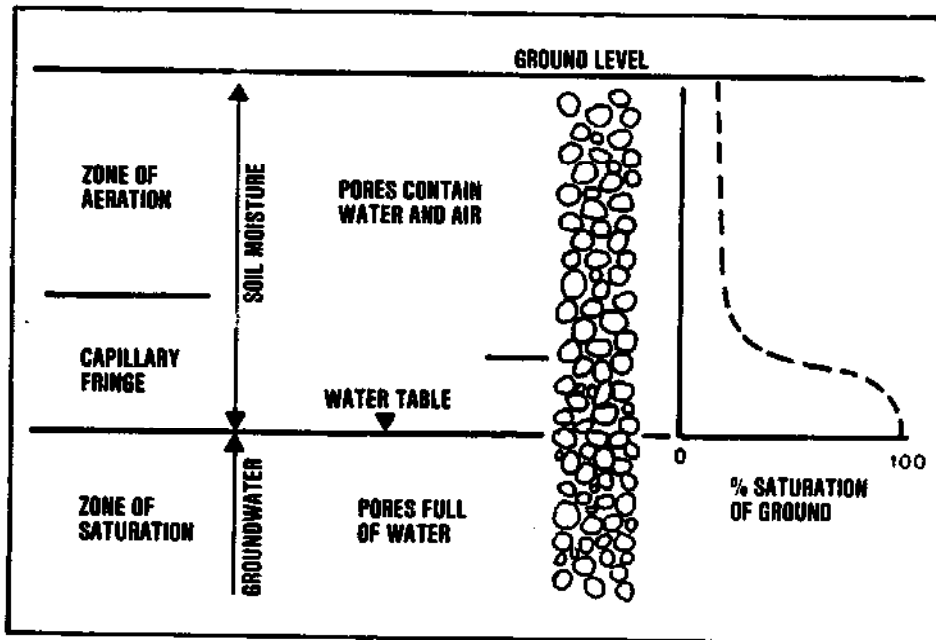 GROUND LEVEL
ZONE OF
AERATION
SOIL MOISTURE
PORES CONTAIN
WATER AND AIR
CAPILLARY
FRINGE
WATER TABLE
0
100
% SATURATION
OF GROUND
ZONE OF
SATURATION
GROUNDWATER
PORES FULL
OF WATER